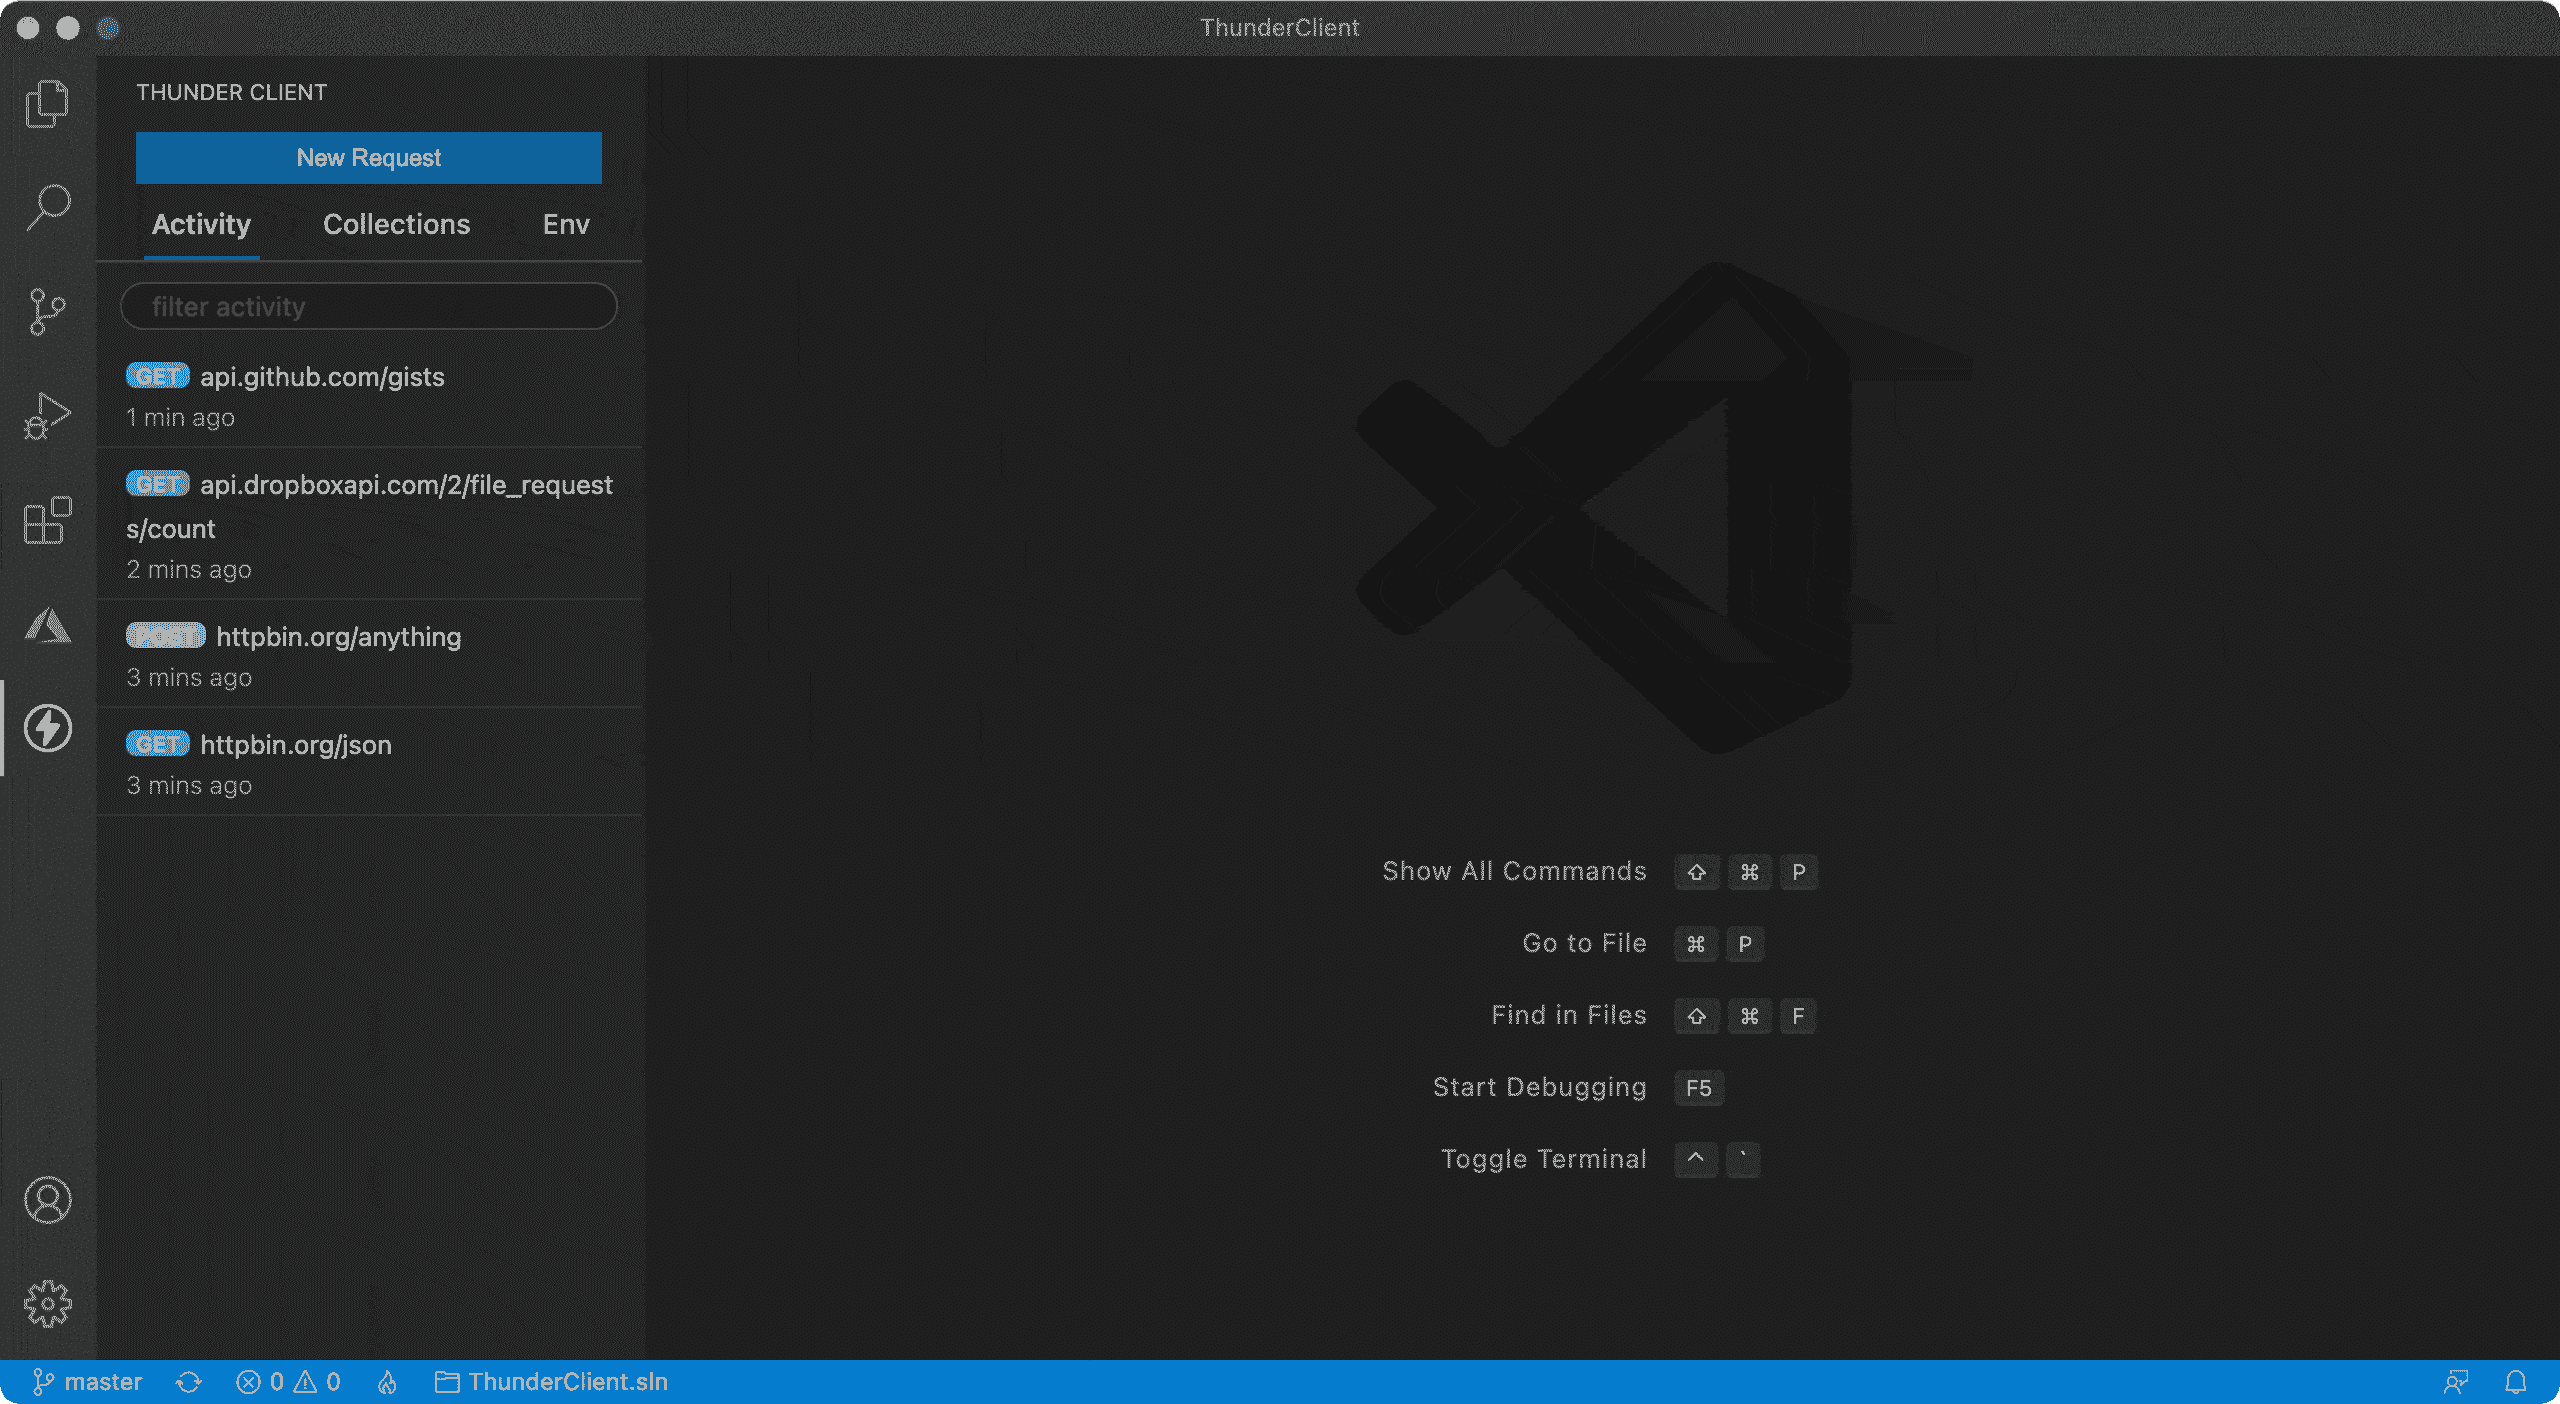 ThunderClient
THUNDER CLIENT
New Request
Activity Collections Env
filter activity
GET api.github.com/gists
1 min ago
GET api.dropboxapi.com/2/file_request
s/count
2 mins ago
POST httpbin.org/anything
3 mins ago
GET httpbin.org/json
3 mins ago
Show All Commands ⇧ ⌘ P
Go to File ⌘ P
Find in Files ⇧ ⌘ F
Start Debugging F5
Toggle Terminal ^ `
master 0 0 ThunderClient.sln